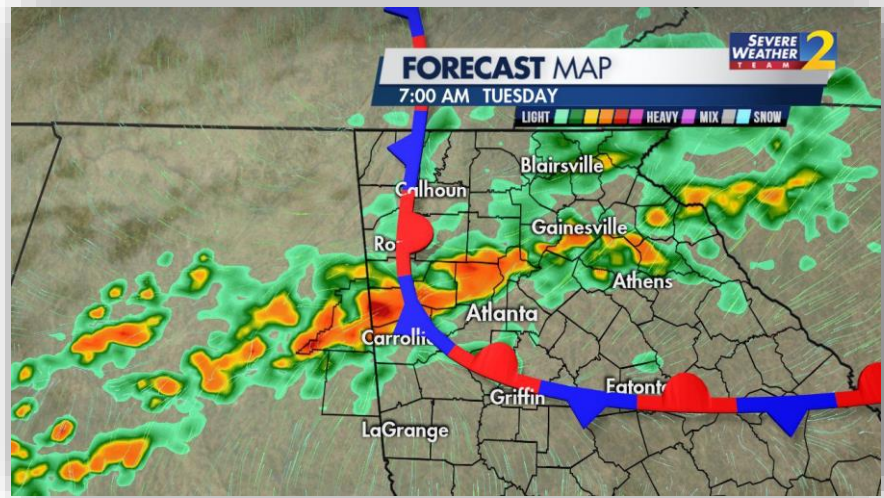 SEVERE
WEATHER
TEAM 2
FORECAST MAP
7:00 AM TUESDAY
LIGHT HEAVY MIX SNOW
Blairsville
Calhoun
Gainesville
Athens
Atlanta
Griffin
LaGrange